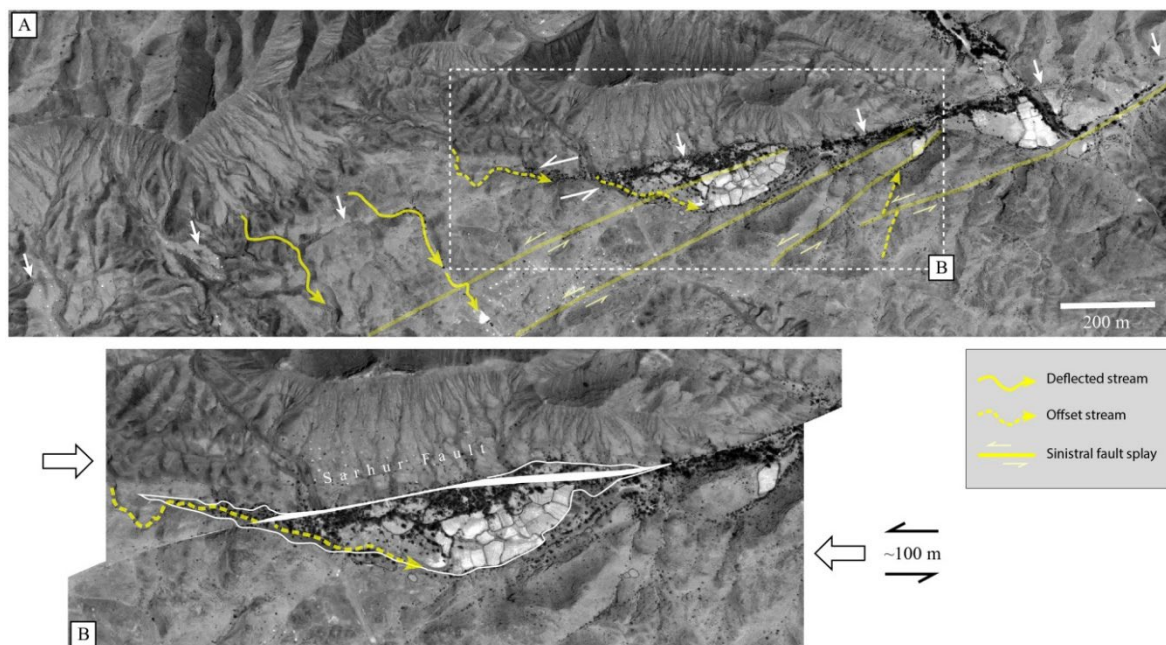 A
B
200 m
Deflected stream
Offset stream
Sinistral fault splay
Sarhur Fault
~100 m
B